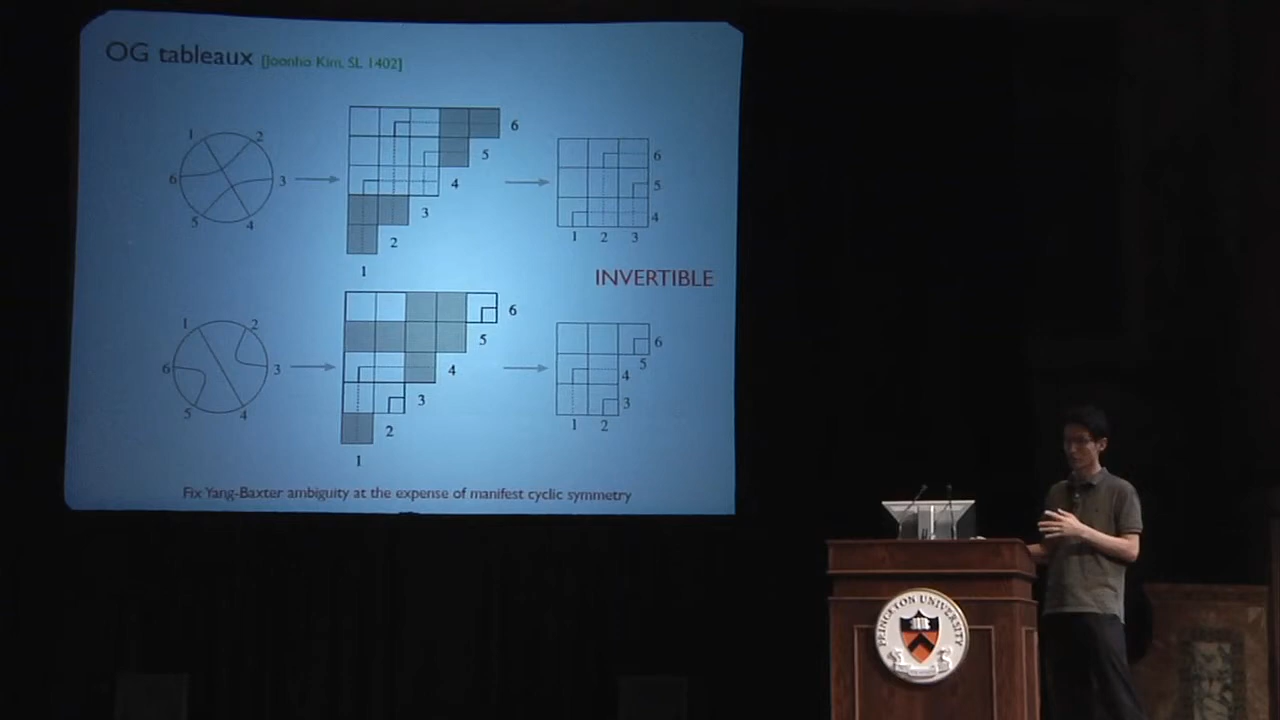 OG tableaux [Joonho Kim, SL 1402]
1 2 3 4 5 6
6
5
4
3
2
1
6
5
4
1 2 3
INVERTIBLE
1 2 3 4 5 6
6
5
4
3
2
1
6
5
4
3
1 2
Fix Yang-Baxter ambiguity at the expense of manifest cyclic symmetry
PRINCETON UNIVERSITY